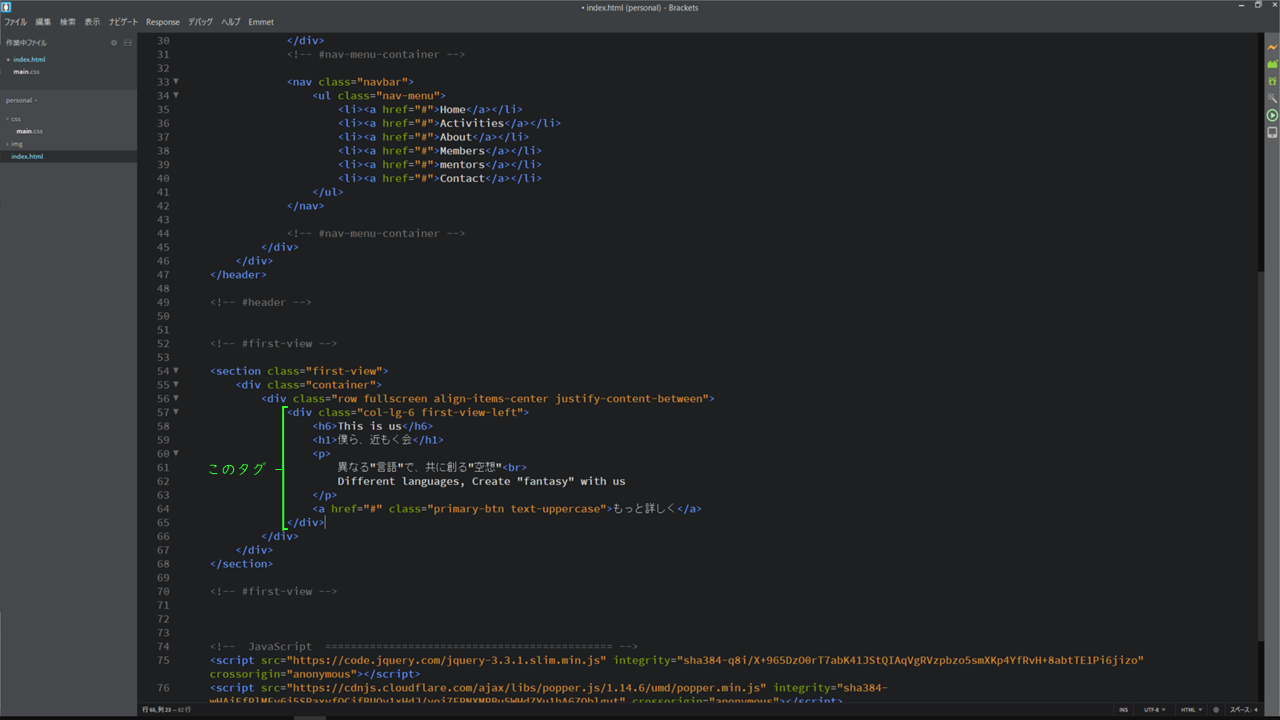 • index.html (personal) - Brackets
ファイル 編集 検索 表示 ナビゲート Response デバッグ ヘルプ Emmet
作業中ファイル
• index.html
main.css
personal
css
main.css
img
index.html
30 </div>
31 <!-- #nav-menu-container -->
32
33 <nav class="navbar">
34 <ul class="nav-menu">
35 <li><a href="#">Home</a></li>
36 <li><a href="#">Activities</a></li>
37 <li><a href="#">About</a></li>
38 <li><a href="#">Members</a></li>
39 <li><a href="#">mentors</a></li>
40 <li><a href="#">Contact</a></li>
41 </ul>
42 </nav>
43
44 <!-- #nav-menu-container -->
45 </div>
46 </div>
47 </header>
48
49 <!-- #header -->
50
51
52 <!-- #first-view -->
53
54 <section class="first-view">
55 <div class="container">
56 <div class="row fullscreen align-items-center justify-content-between">
57 <div class="col-lg-6 first-view-left">
58 <h6>This is us</h6>
59 <h1>僕ら、近もく会</h1>
60 <p>
61 異なる"言語"で、共に創る"空想"<br>
62 Different languages, Create "fantasy" with us
63 </p>
64 <a href="#" class="primary-btn text-uppercase">もっと詳しく</a>
65 </div>
66 </div>
67 </div>
68 </section>
69
70 <!-- #first-view -->
71
72
73
74 <!-- JavaScript ============================================= -->
75 <script src="https://code.jquery.com/jquery-3.3.1.slim.min.js" integrity="sha384-q8i/X+965DzO0rT7abK41JStQIAqVgRVzpbzo5smXKp4YfRvH+8abtTE1Pi6jizo"
crossorigin="anonymous"></script>
76 <script src="https://cdnjs.cloudflare.com/ajax/libs/popper.js/1.14.6/umd/popper.min.js" integrity="sha384-
crossorigin="anonymous"></script>
このタグ
行 65, 列 23 — 82 行
INS UTF-8 HTML スペース: 4